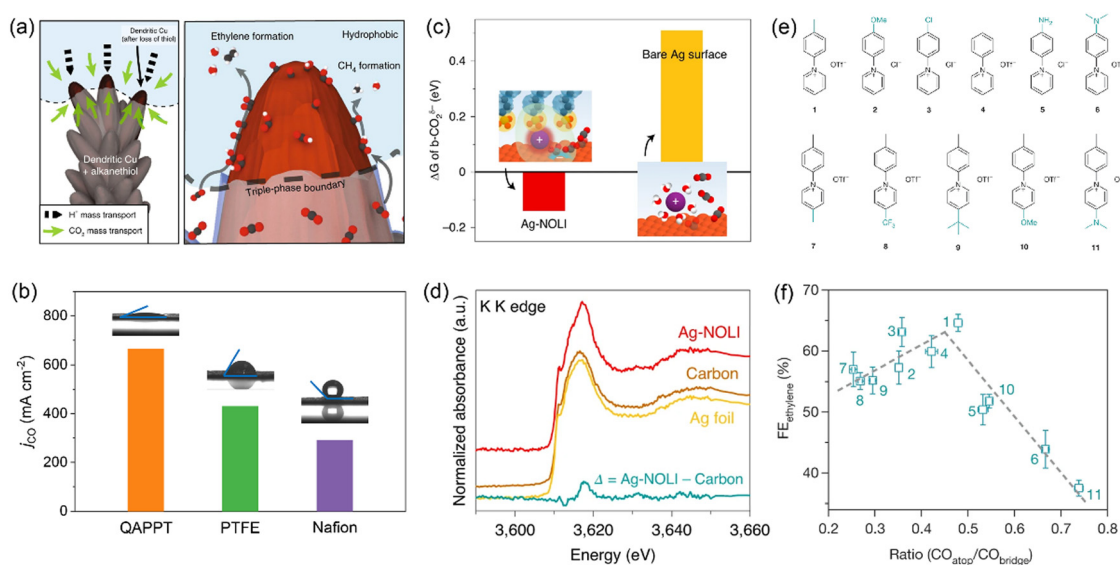 (a)
Dendritic Cu
(after loss of thiol)
Dendritic Cu
+ alkanethiol
H⁺ mass transport
CO₂ mass transport
Ethylene formation
Hydrophobic
CH₄ formation
Triple-phase boundary
(b)
j_CO (mA cm⁻²)
800
600
400
200
0
QAPPT
PTFE
Nafion
(c)
ΔG of b-CO₂^δ− (eV)
0.4
0.2
0
−0.2
Bare Ag surface
Ag-NOLI
+
+
(d)
K K edge
Normalized absorbance (a.u.)
Ag-NOLI
Carbon
Ag foil
Δ = Ag-NOLI – Carbon
3,600
3,620
3,640
3,660
Energy (eV)
(e)
OMe
Cl
NH₂
N
OTf⁻
Cl⁻
Cl⁻
OTf⁻
Cl⁻
N⁺
N⁺
N⁺
N⁺
N⁺
N⁺
1
2
3
4
5
6
OTf⁻
OTf⁻
OTf⁻
OTf⁻
N⁺
N⁺
N⁺
N⁺
N⁺
CF₃
OMe
N
7
8
9
10
11
(f)
FE_ethylene (%)
70
60
50
40
1
3
4
7
2
8
9
10
5
6
11
0.2
0.3
0.4
0.5
0.6
0.7
0.8
Ratio (CO_atop/CO_bridge)